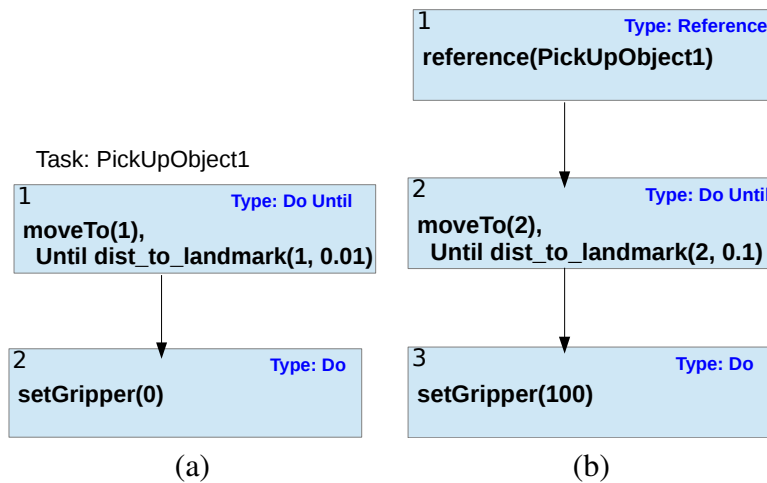 Task: PickUpObject1
1 Type: Do Until
moveTo(1),
Until dist_to_landmark(1, 0.01)
2 Type: Do
setGripper(0)
(a)
1 Type: Reference
reference(PickUpObject1)
2 Type: Do Until
moveTo(2),
Until dist_to_landmark(2, 0.1)
3 Type: Do
setGripper(100)
(b)